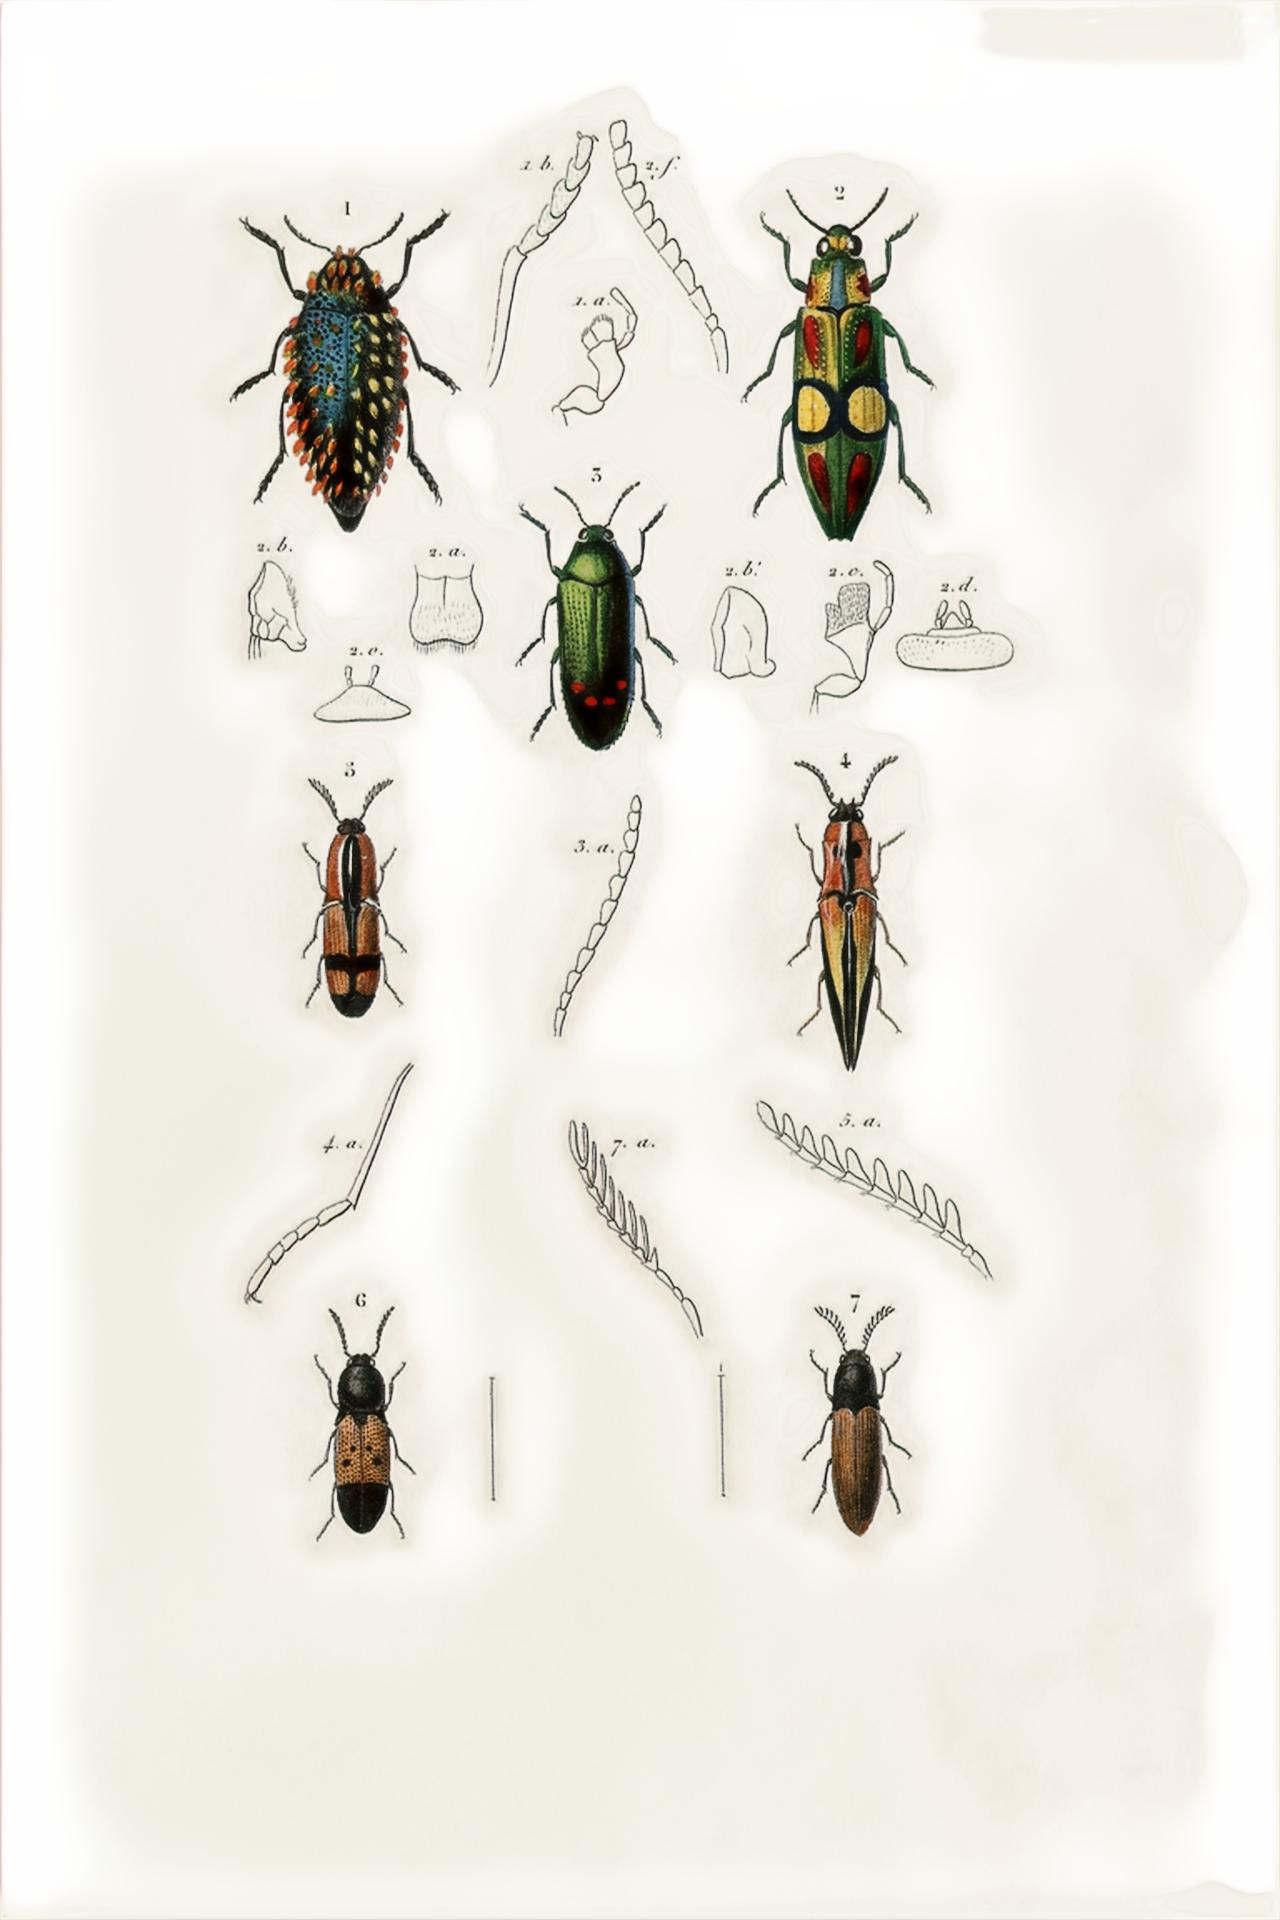 1
1. b.
2. f.
2
1. a.
3
2. b.
2. a.
2. b'.
2. c.
2. d.
2. e.
5
4
3. a.
4. a.
7. a.
5. a.
6
7